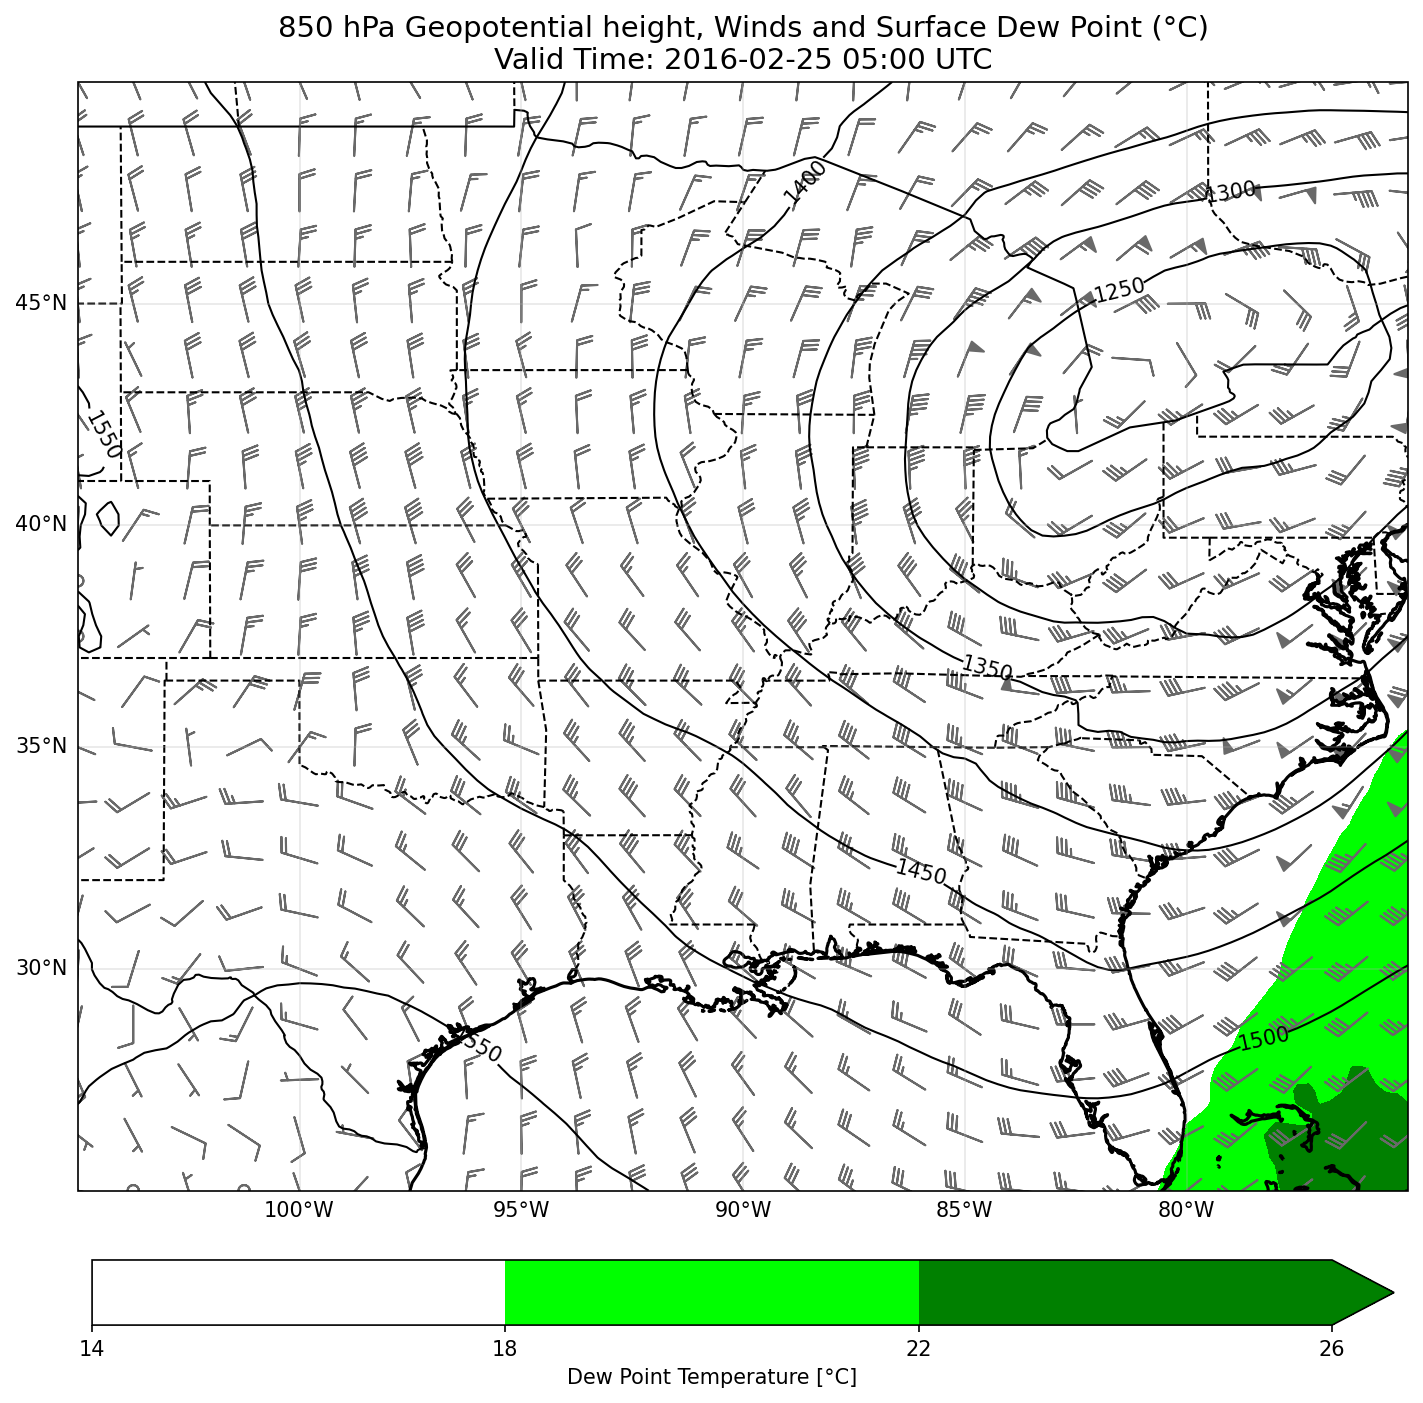 850 hPa Geopotential height, Winds and Surface Dew Point (°C)
Valid Time: 2016-02-25 05:00 UTC
1400
1300
1250
45°N
1550
40°N
1350
35°N
1450
30°N
1500
550
100°W
95°W
90°W
85°W
80°W
14
18
22
26
Dew Point Temperature [°C]